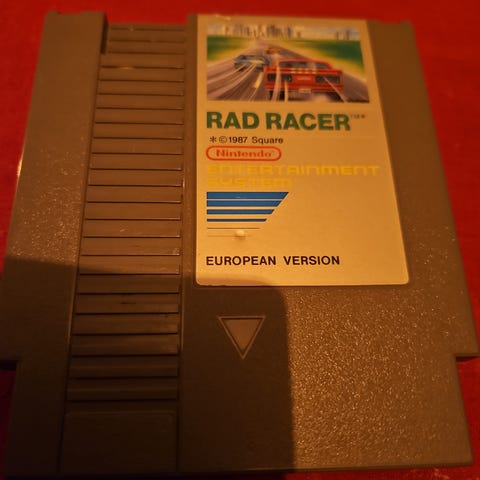 RAD RACER™*
*©1987 Square
Nintendo®
ENTERTAINMENT
SYSTEM
EUROPEAN VERSION